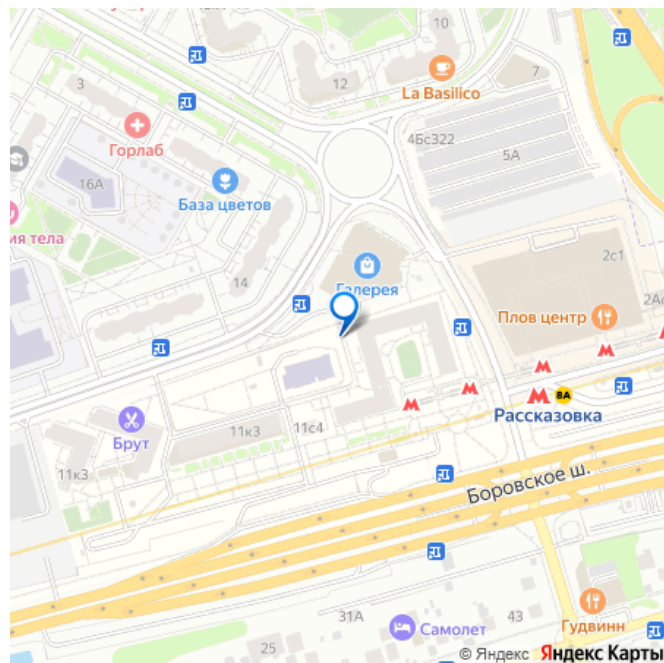 10
12
La Basilico
7
3
Горлаб
4Бс322
5А
16А
База цветов
ия тела
2с1
14
Галерея
2Ас
Плов центр
М
М
М
М
М
8А
Рассказовка
Брут
11к3
11с4
11к3
Боровское ш.
31А
Самолет
43
Гудвинн
25
© Яндекс Яндекс Карты